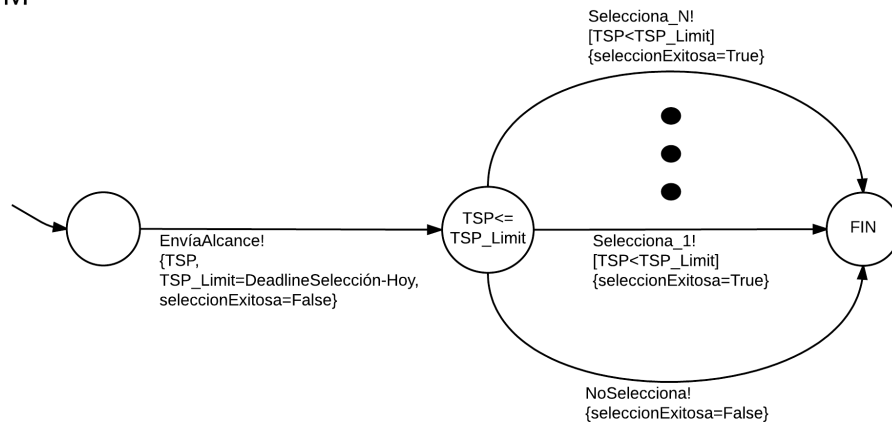 M
Selecciona_N!
[TSP<TSP_Limit]
{seleccionExitosa=True}
TSP<=
TSP_Limit
FIN
EnvíaAlcance!
{TSP,
TSP_Limit=DeadlineSelección-Hoy,
seleccionExitosa=False}
Selecciona_1!
[TSP<TSP_Limit]
{seleccionExitosa=True}
NoSelecciona!
{seleccionExitosa=False}